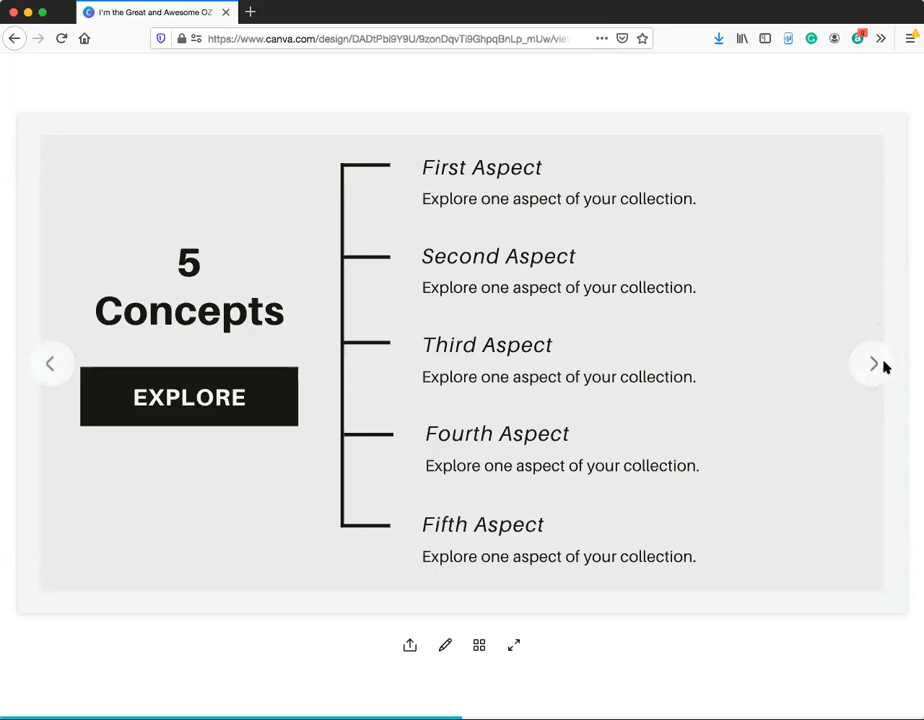 I'm the Great and Awesome OZ
https://www.canva.com/design/DADtPbi9Y9U/9zonDqvTi9GhpqBnLp_mUw/vie
9
5
Concepts
EXPLORE
First Aspect
Explore one aspect of your collection.
Second Aspect
Explore one aspect of your collection.
Third Aspect
Explore one aspect of your collection.
Fourth Aspect
Explore one aspect of your collection.
Fifth Aspect
Explore one aspect of your collection.